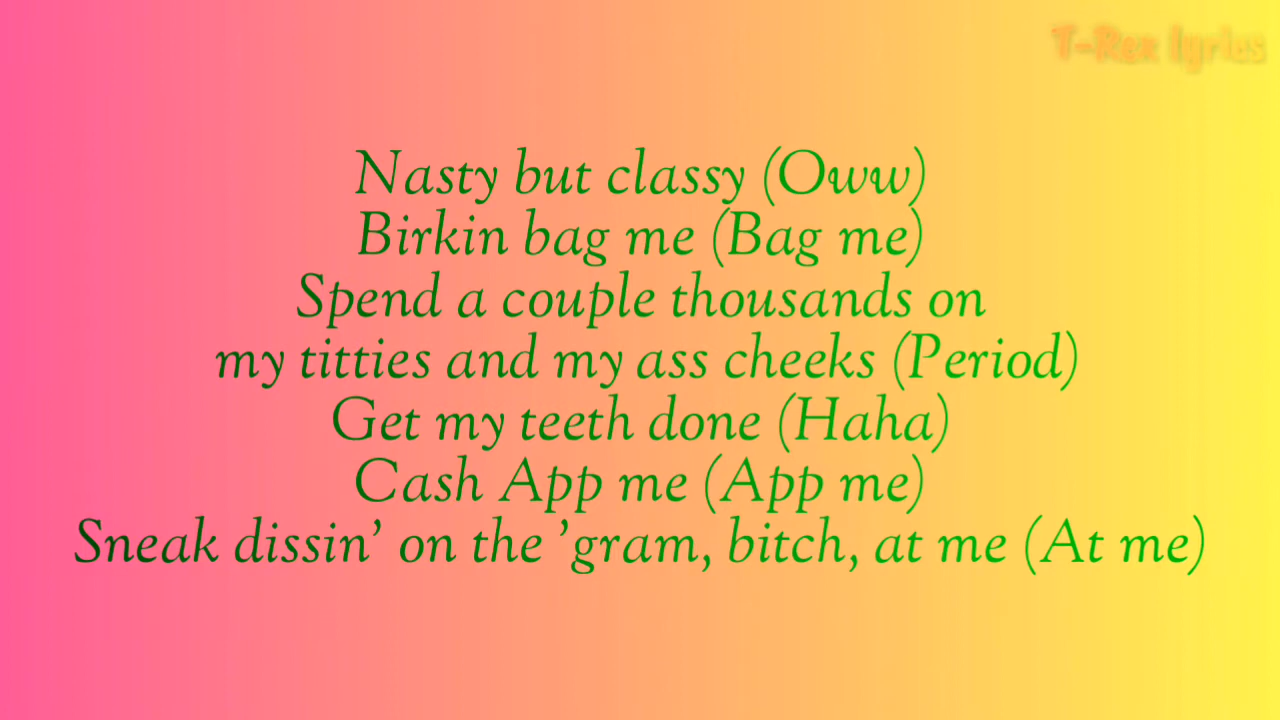 T-Rex lyrics
Nasty but classy (Oww)
Birkin bag me (Bag me)
Spend a couple thousands on
my titties and my ass cheeks (Period)
Get my teeth done (Haha)
Cash App me (App me)
Sneak dissin’ on the ’gram, bitch, at me (At me)